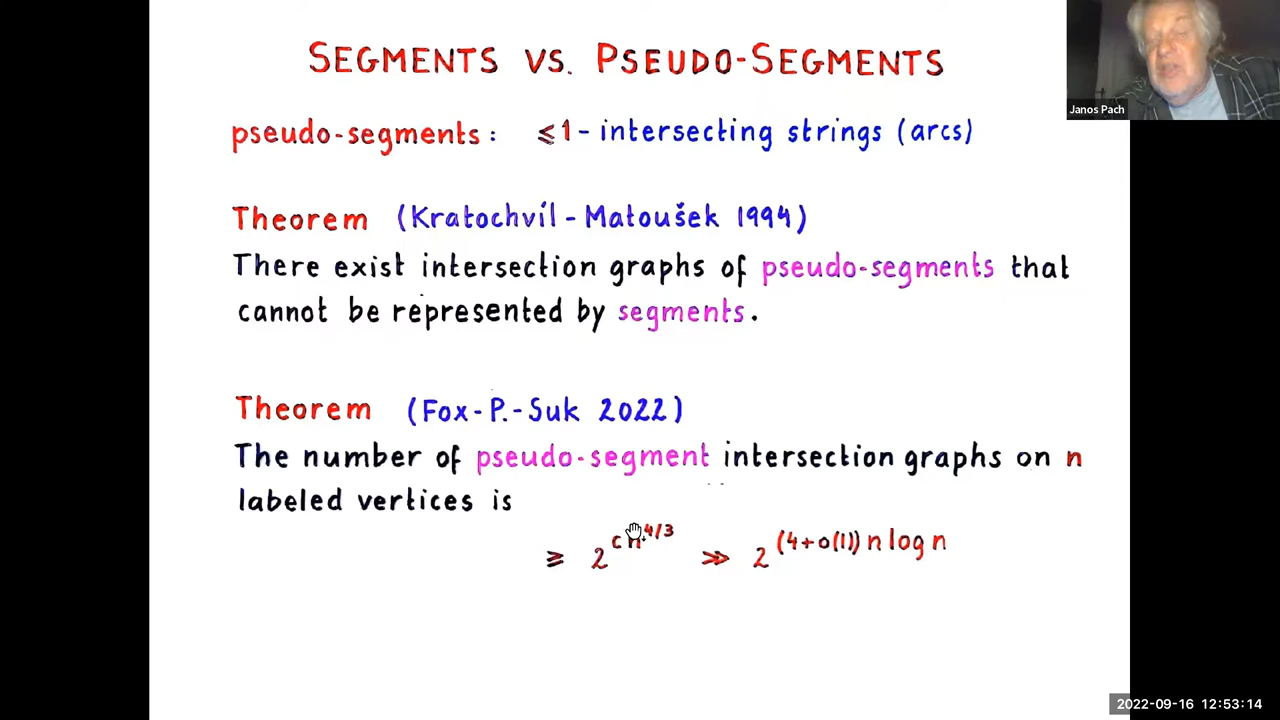 SEGMENTS VS. PSEUDO-SEGMENTS
Janos Pach
pseudo-segments: ≤1-intersecting strings (arcs)
Theorem (Kratochvíl-Matoušek 1994)
There exist intersection graphs of pseudo-segments that
cannot be represented by segments.
Theorem (Fox-P.-Suk 2022)
The number of pseudo-segment intersection graphs on n
labeled vertices is
≥ 2^{cn^{4/3}} ≫ 2^{(4+o(1)) n log n}
2022-09-16 12:53:14